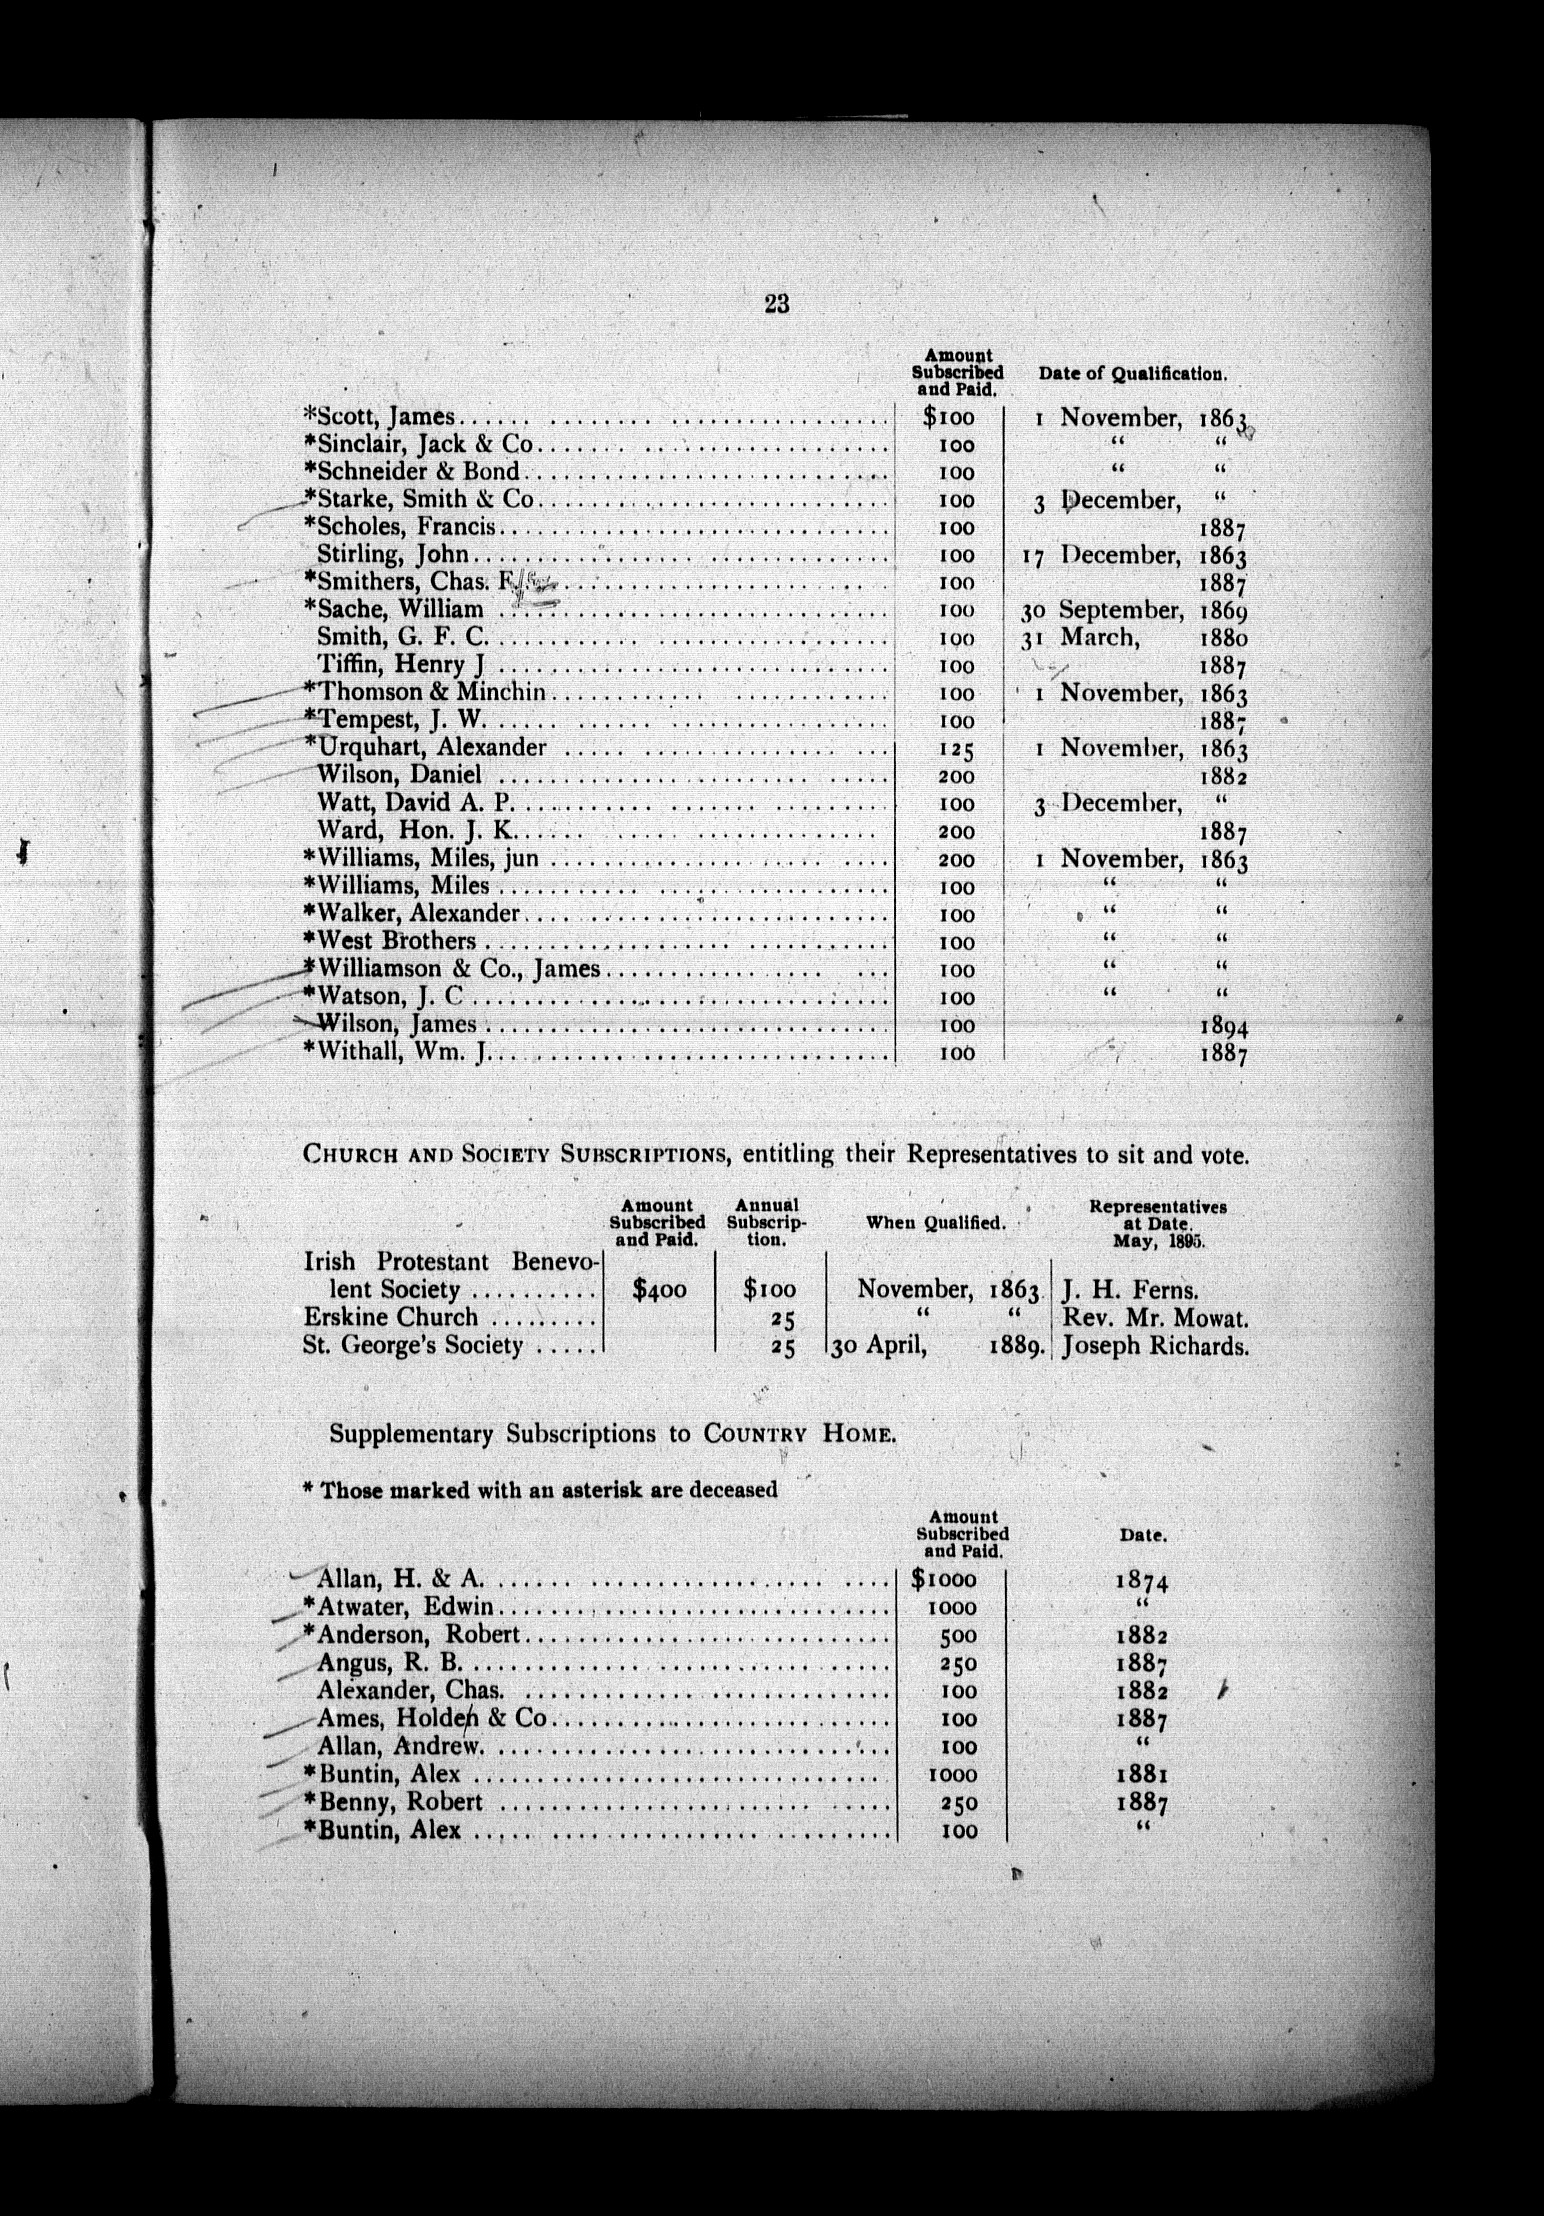 23
Amount Subscribed and Paid. Date of Qualification.
*Scott, James $100 1 November, 1863
*Sinclair, Jack & Co. 100 " "
*Schneider & Bond 100 " "
*Starke, Smith & Co. 100 3 December, "
*Scholes, Francis 100 1887
Stirling, John 100 17 December, 1863
*Smithers, Chas. F. 100 1887
*Sache, William 100 30 September, 1869
Smith, G. F. C. 100 31 March, 1880
Tiffin, Henry J 100 1887
*Thomson & Minchin 100 1 November, 1863
*Tempest, J. W. 100 1887
*Urquhart, Alexander 125 1 November, 1863
Wilson, Daniel 200 1882
Watt, David A. P. 100 3 December, "
Ward, Hon. J. K. 200 1887
*Williams, Miles, jun 200 1 November, 1863
*Williams, Miles 100 " "
*Walker, Alexander 100 " "
*West Brothers 100 " "
*Williamson & Co., James 100 " "
*Watson, J. C 100 " "
Wilson, James 100 1894
*Withall, Wm. J. 100 1887
CHURCH AND SOCIETY SUBSCRIPTIONS, entitling their Representatives to sit and vote.
Amount Subscribed and Paid. Annual Subscrip-tion. When Qualified. Representatives at Date. May, 1895.
Irish Protestant Benevo-
lent Society $400 $100 November, 1863. J. H. Ferns.
Erskine Church 25 " " Rev. Mr. Mowat.
St. George's Society 25 30 April, 1889. Joseph Richards.
Supplementary Subscriptions to COUNTRY HOME.
* Those marked with an asterisk are deceased
Amount Subscribed and Paid. Date.
Allan, H. & A. $1000 1874
*Atwater, Edwin 1000 "
*Anderson, Robert 500 1882
Angus, R. B. 250 1887
Alexander, Chas. 100 1882
Ames, Holden & Co. 100 1887
Allan, Andrew. 100 "
*Buntin, Alex 1000 1881
*Benny, Robert 250 1887
*Buntin, Alex 100 "